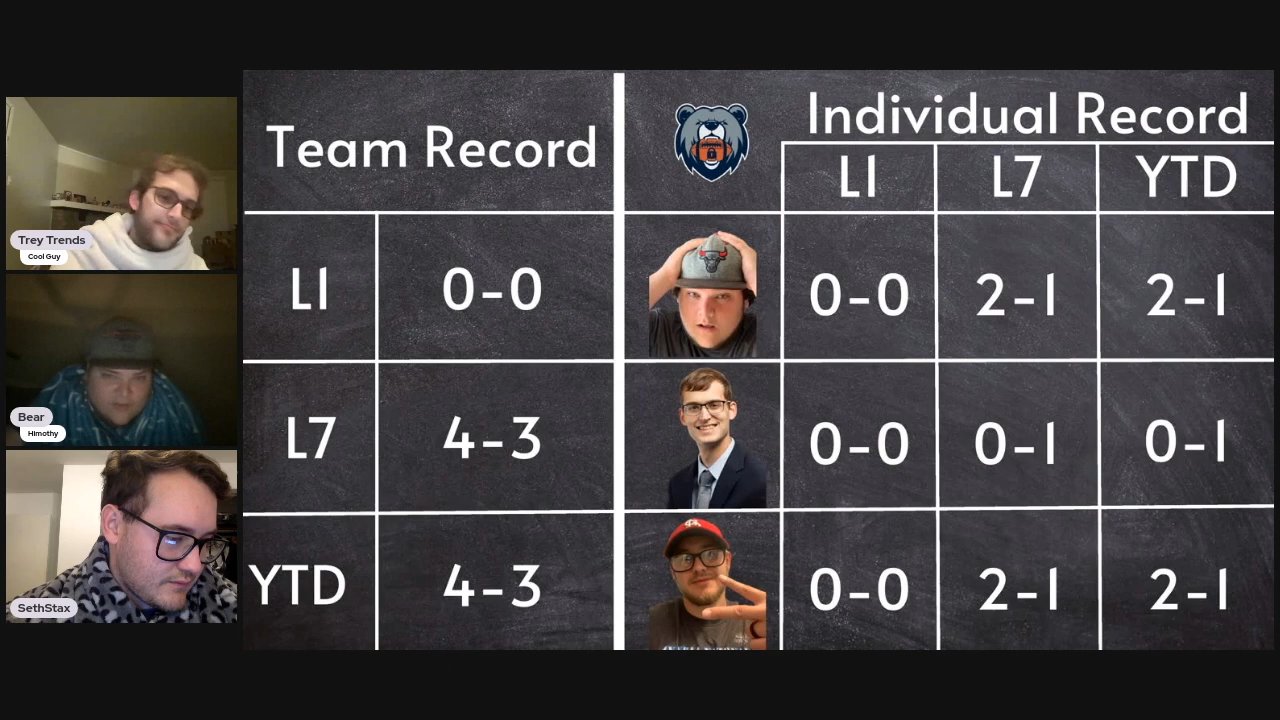 Trey Trends
Cool Guy
Bear
Himothy
SethStax
Team Record
L1 0-0
L7 4-3
YTD 4-3
Individual Record
L1 L7 YTD
0-0 2-1 2-1
0-0 0-1 0-1
0-0 2-1 2-1